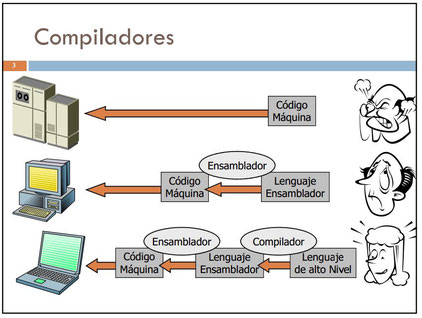 Compiladores
3
Código
Máquina
Ensamblador
Código
Máquina
Lenguaje
Ensamblador
Ensamblador
Compilador
Código
Máquina
Lenguaje
Ensamblador
Lenguaje
de alto Nivel